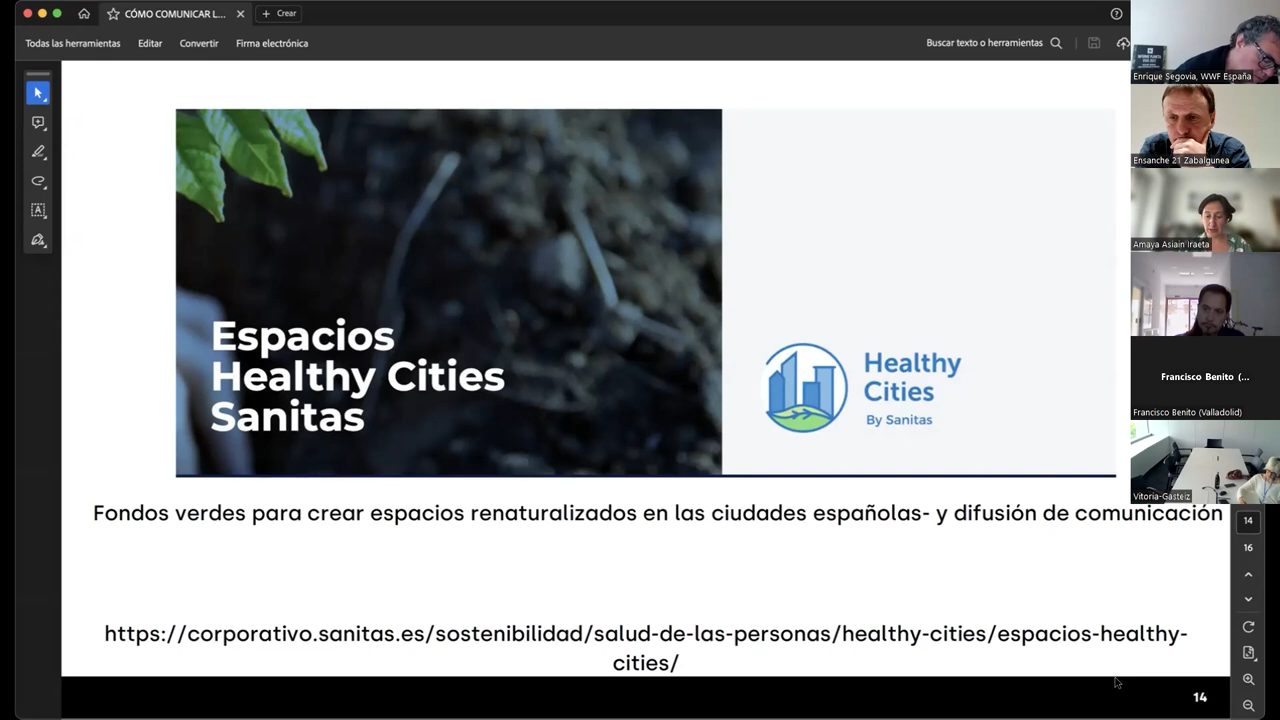 CÓMO COMUNICAR L...
Crear
Todas las herramientas
Editar
Convertir
Firma electrónica
Buscar texto o herramientas
Espacios
Healthy Cities
Sanitas
Healthy
Cities
By Sanitas
Fondos verdes para crear espacios renaturalizados en las ciudades españolas- y difusión de comunicación
https://corporativo.sanitas.es/sostenibilidad/salud-de-las-personas/healthy-cities/espacios-healthy-
cities/
14
Enrique Segovia, WWF España
Ensanche 21 Zabalgunea
Amaya Asiain Iraeta
Francisco Benito (...
Francisco Benito (Valladolid)
Vitoria-Gasteiz
14
16